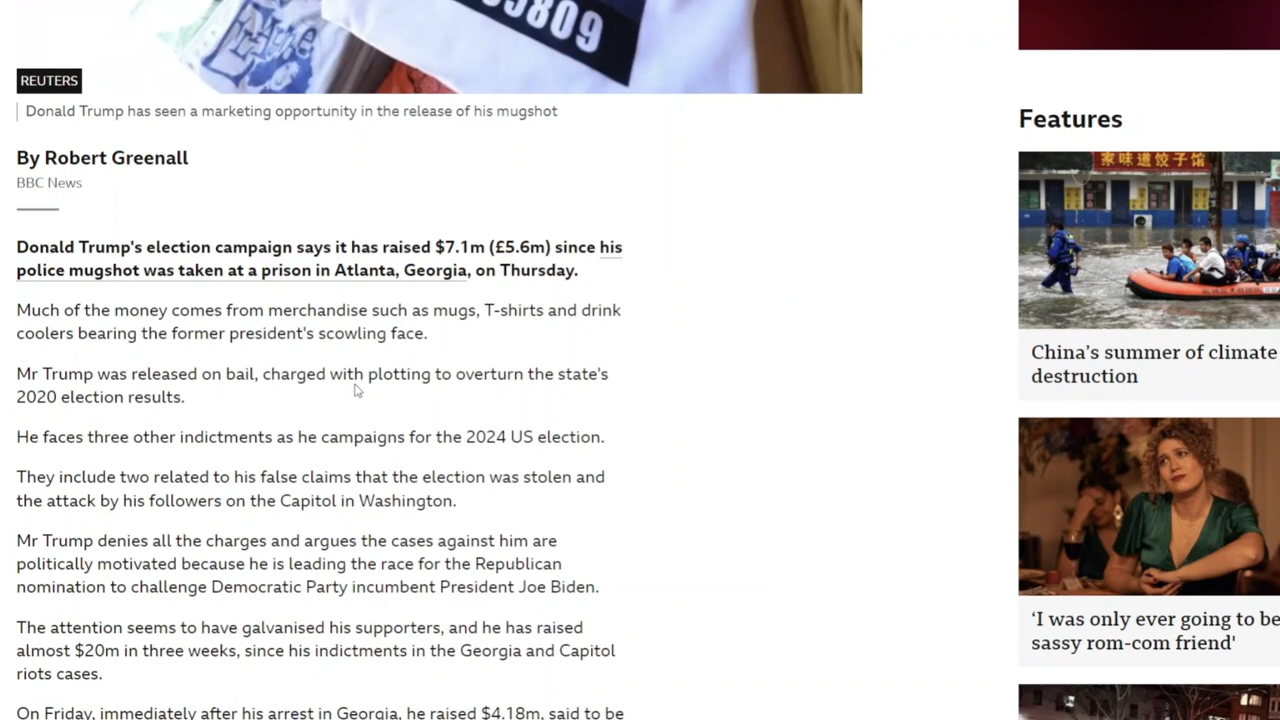 09809
REUTERS
Donald Trump has seen a marketing opportunity in the release of his mugshot
By Robert Greenall
BBC News
Donald Trump's election campaign says it has raised $7.1m (£5.6m) since his
police mugshot was taken at a prison in Atlanta, Georgia, on Thursday.
Much of the money comes from merchandise such as mugs, T-shirts and drink
coolers bearing the former president's scowling face.
Mr Trump was released on bail, charged with plotting to overturn the state's
2020 election results.
He faces three other indictments as he campaigns for the 2024 US election.
They include two related to his false claims that the election was stolen and
the attack by his followers on the Capitol in Washington.
Mr Trump denies all the charges and argues the cases against him are
politically motivated because he is leading the race for the Republican
nomination to challenge Democratic Party incumbent President Joe Biden.
The attention seems to have galvanised his supporters, and he has raised
almost $20m in three weeks, since his indictments in the Georgia and Capitol
riots cases.
On Friday, immediately after his arrest in Georgia, he raised $4.18m, said to be
Features
家味道饺子馆
China’s summer of climate
destruction
‘I was only ever going to be
sassy rom-com friend'